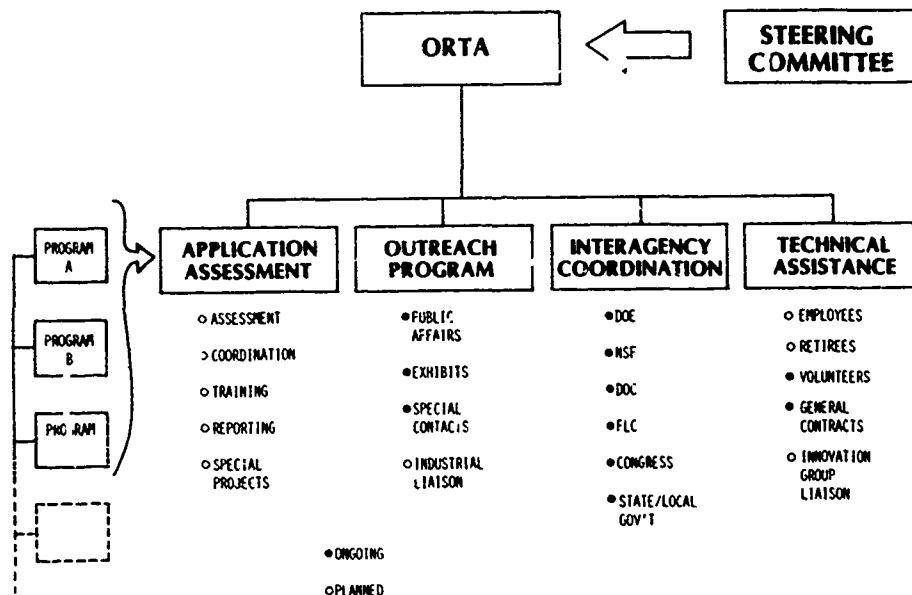 ORTA
STEERING
COMMITTEE
PROGRAM
A
PROGRAM
B
PROGRAM
APPLICATION
ASSESSMENT
○ ASSESSMENT
○ COORDINATION
○ TRAINING
○ REPORTING
○ SPECIAL
PROJECTS
OUTREACH
PROGRAM
● PUBLIC
AFFAIRS
● EXHIBITS
● SPECIAL
CONTACTS
○ INDUSTRIAL
LIAISON
INTERAGENCY
COORDINATION
● DOE
● NSF
● DOC
● FLC
● CONGRESS
● STATE/LOCAL
GOV'T
TECHNICAL
ASSISTANCE
○ EMPLOYEES
○ RETIREES
● VOLUNTEERS
● GENERAL
CONTRACTS
○ INNOVATION
GROUP
LIAISON
● ONGOING
○ PLANNED